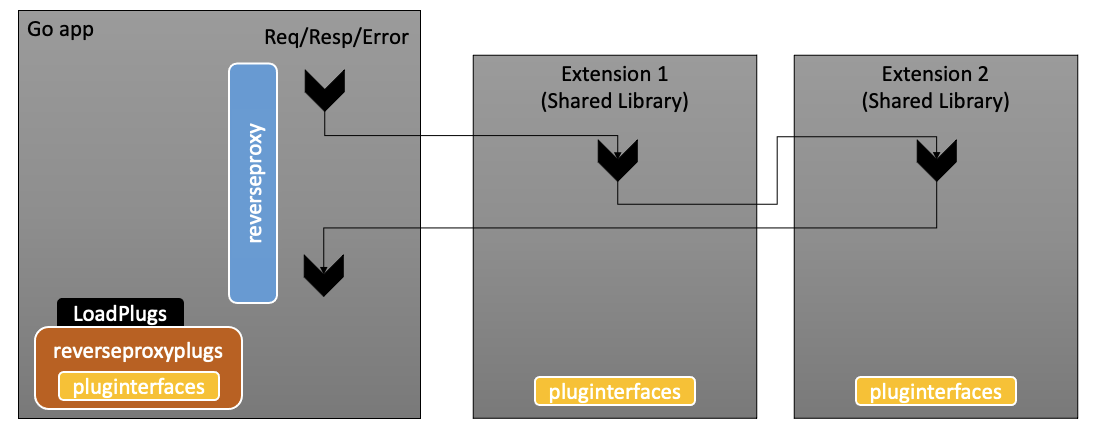 Go app
Req/Resp/Error
reverseproxy
LoadPlugs
reverseproxyplugs
pluginterfaces
Extension 1
(Shared Library)
pluginterfaces
Extension 2
(Shared Library)
pluginterfaces